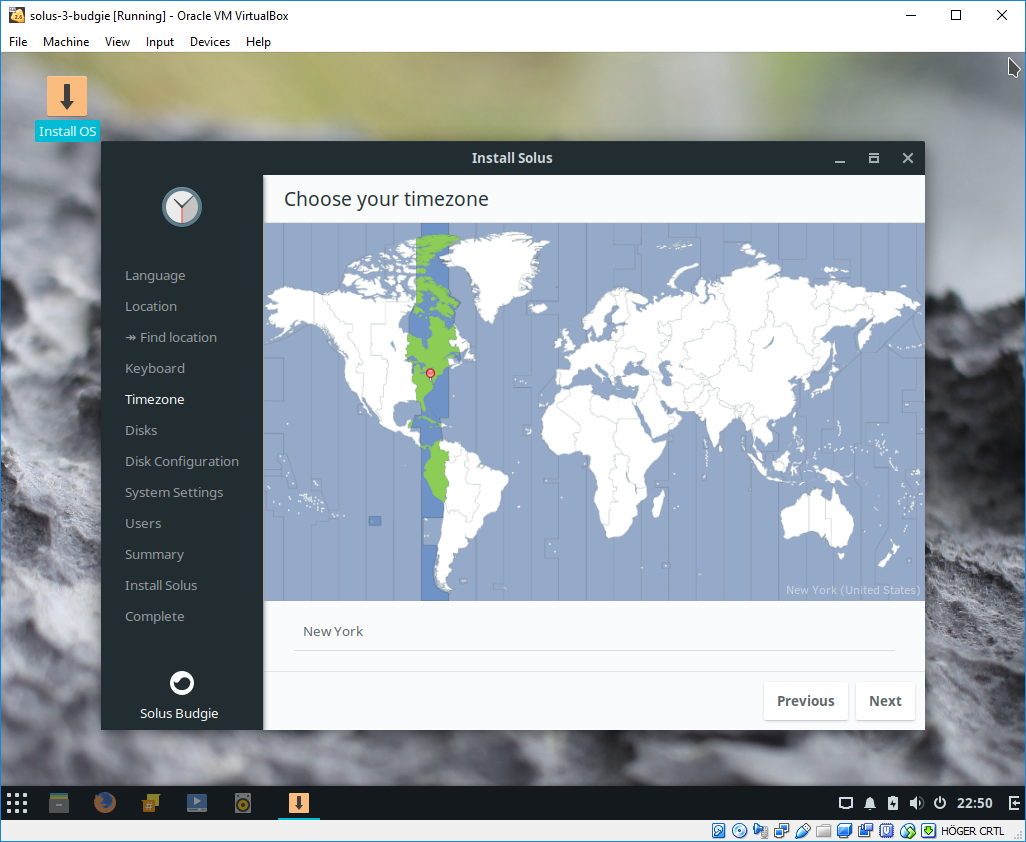 solus-3-budgie [Running] - Oracle VM VirtualBox
File Machine View Input Devices Help
Install OS
Install Solus
Choose your timezone
Language
Location
↠ Find location
Keyboard
Timezone
Disks
Disk Configuration
System Settings
Users
Summary
Install Solus
Complete
Solus Budgie
New York (United States)
New York
Previous Next
22:50
HÖGER CRTL